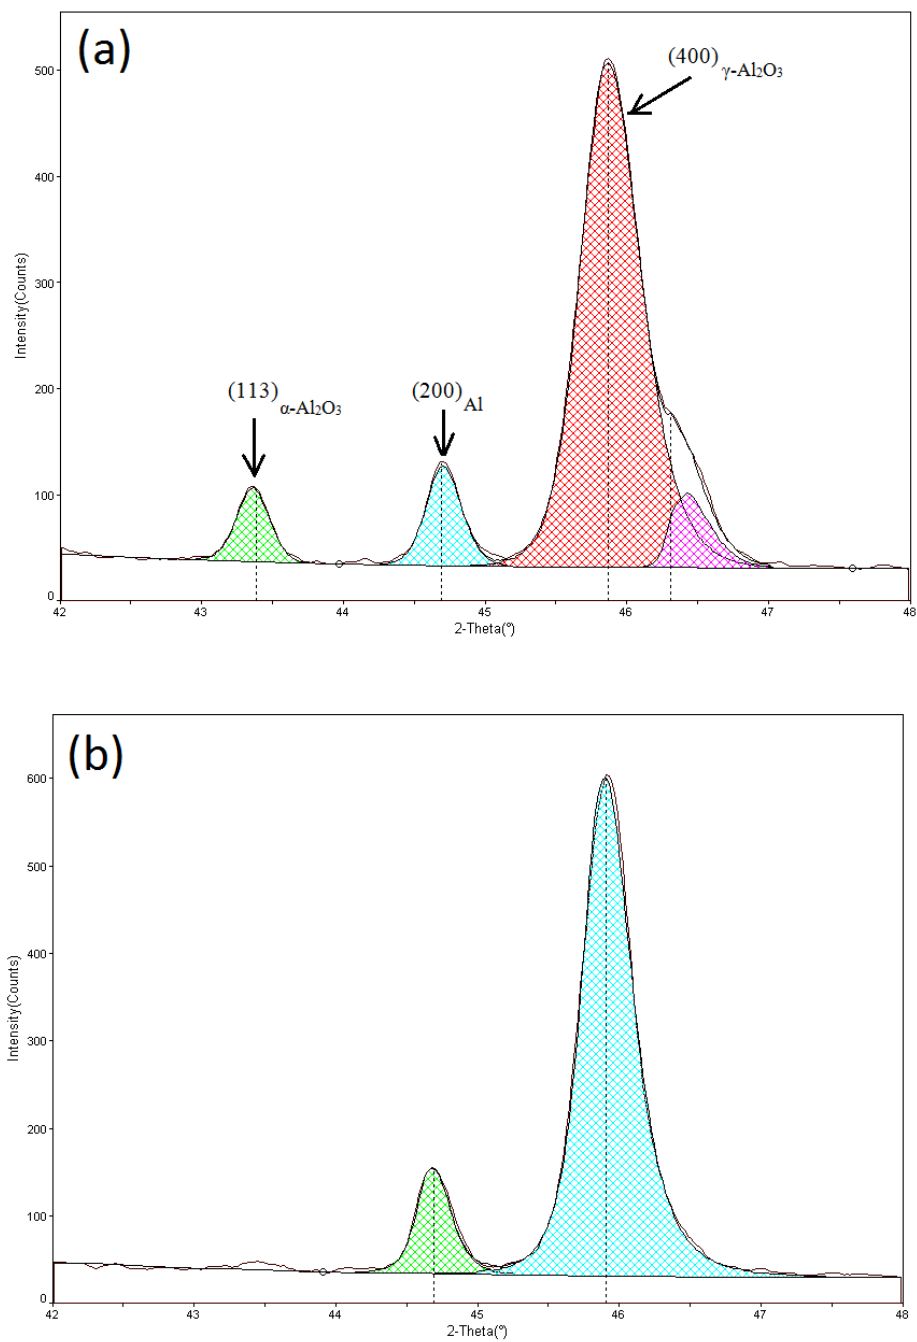 (a)
(400) γ-Al₂O₃
500
400
Intensity(Counts)
300
200
(113) α-Al₂O₃
(200) Al
100
0
42 43 44 45 46 47 48
2-Theta(°)
(b)
600
500
400
Intensity(Counts)
300
200
100
0
42 43 44 45 46 47 48
2-Theta(°)